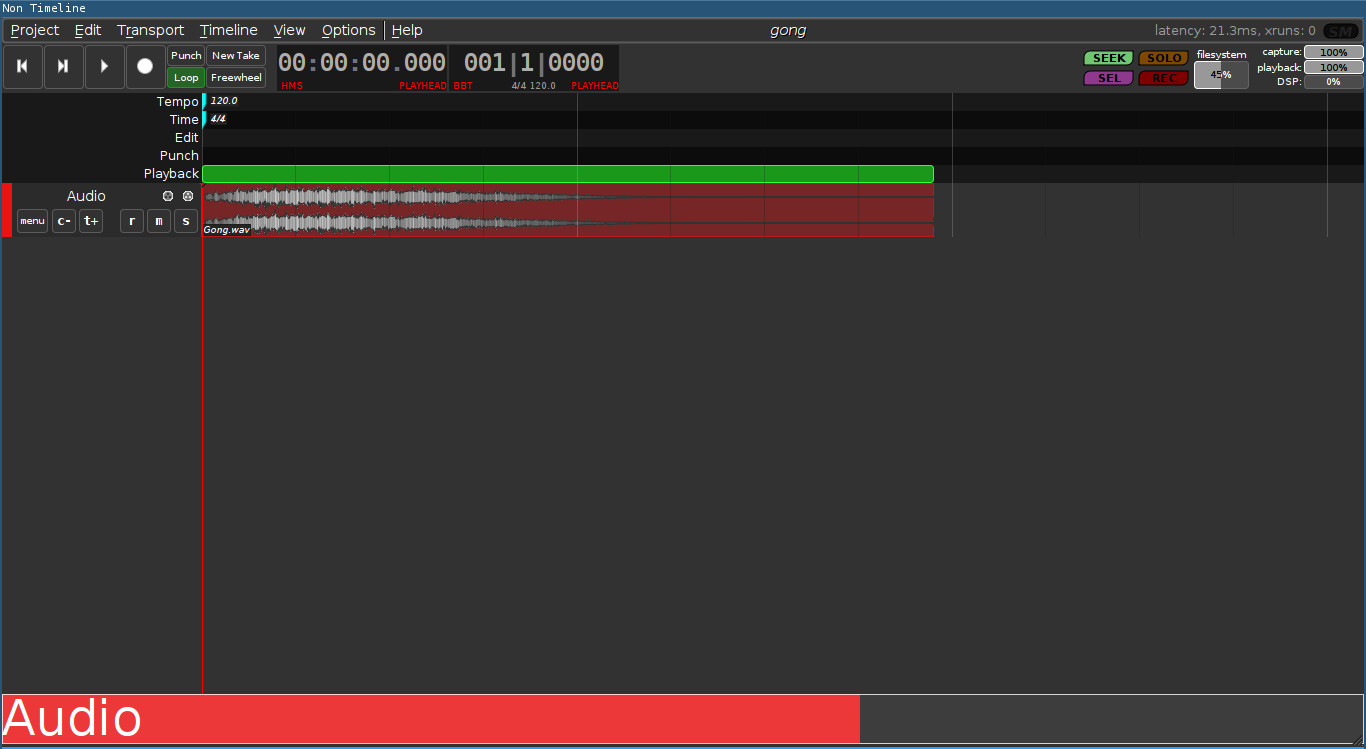 Non Timeline
Project Edit Transport Timeline View Options Help gong latency: 21.3ms, xruns: 0 SM
Punch New Take
Loop Freewheel
00:00:00.000 001|1|0000
HMS PLAYHEAD BBT 4/4 120.0 PLAYHEAD
SEEK SOLO
SEL REC
filesystem
45%
capture: 100%
playback: 100%
DSP: 0%
Tempo 120.0
Time 4/4
Edit
Punch
Playback
Audio
menu c- t+ r m s
Gong.wav
Audio